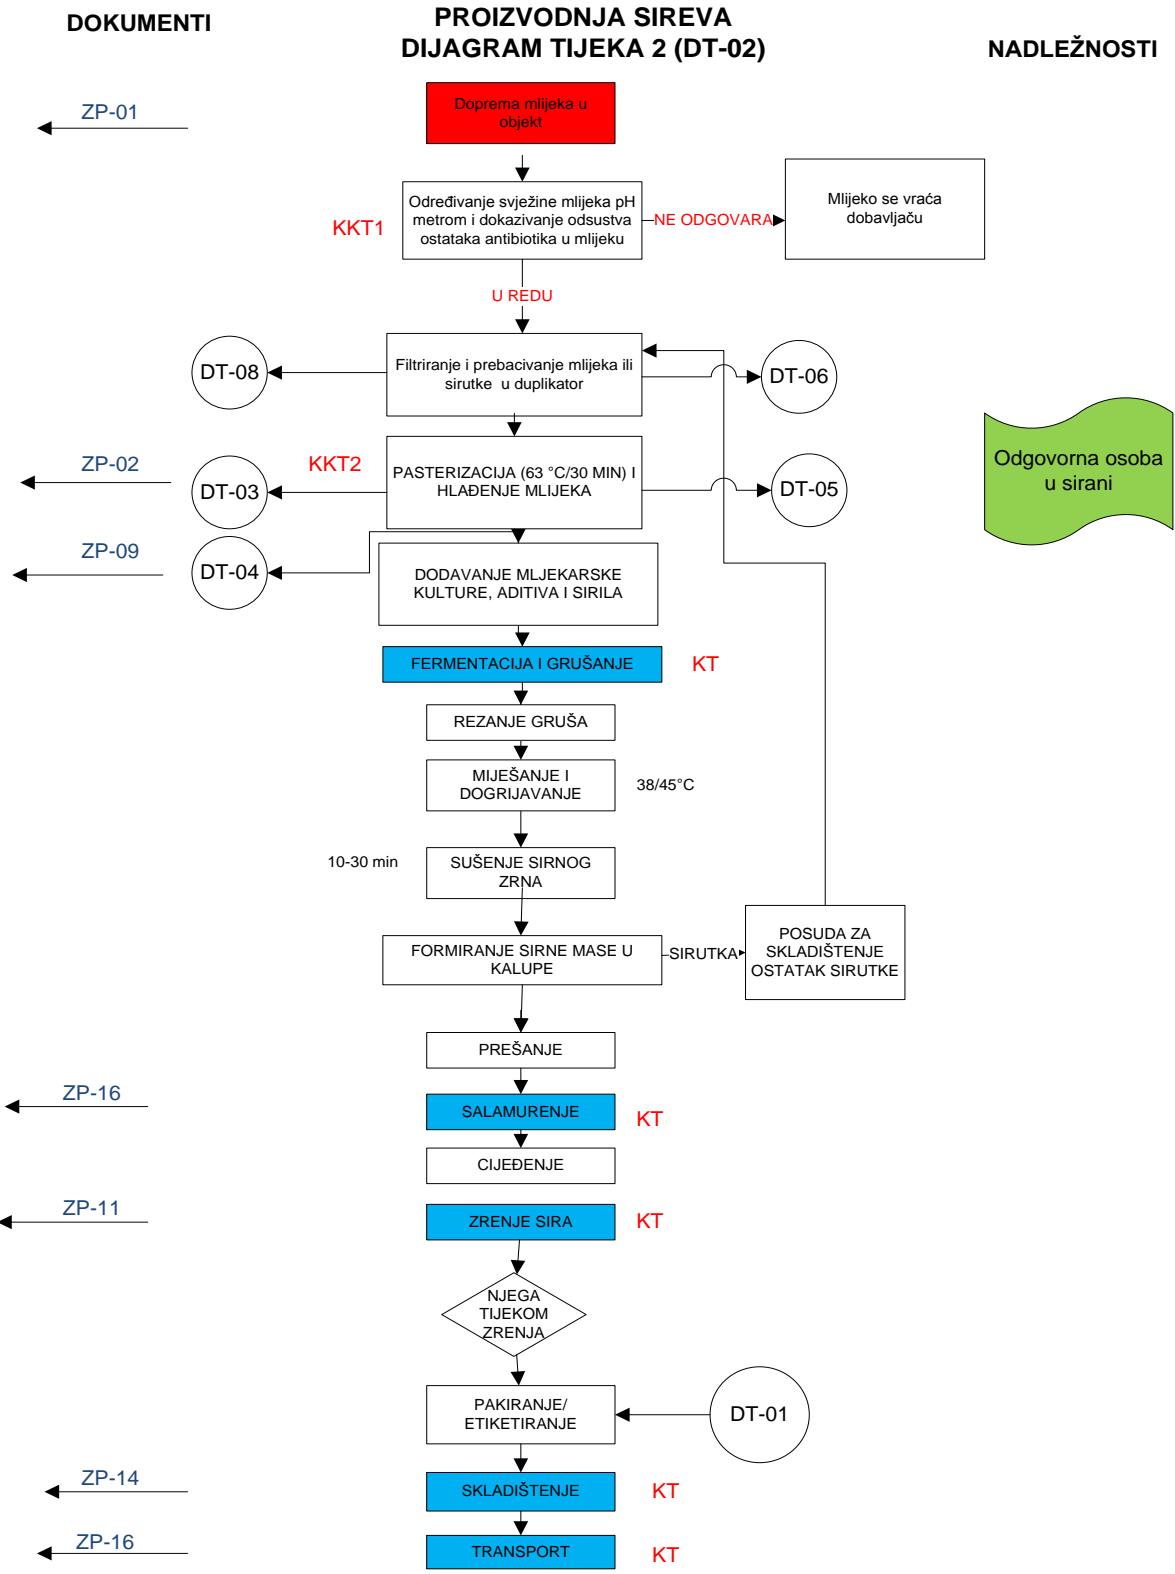 DOKUMENTI
PROIZVODNJA SIREVA
DIJAGRAM TIJEKA 2 (DT-02)
NADLEŽNOSTI
ZP-01
Doprema mlijeka u
objekt
KKT1
Određivanje svježine mlijeka pH
metrom i dokazivanje odsustva
ostataka antibiotika u mlijeku
NE ODGOVARA
Mlijeko se vraća
dobavljaču
U REDU
DT-08
Filtriranje i prebacivanje mlijeka ili
sirutke u duplikator
DT-06
ZP-02
KKT2
DT-03
PASTERIZACIJA (63 °C/30 MIN) I
HLAĐENJE MLIJEKA
DT-05
Odgovorna osoba
u sirani
ZP-09
DT-04
DODAVANJE MLJEKARSKE
KULTURE, ADITIVA I SIRILA
FERMENTACIJA I GRUŠANJE
KT
REZANJE GRUŠA
MIJEŠANJE I
DOGRIJAVANJE
38/45°C
10-30 min
SUŠENJE SIRNOG
ZRNA
FORMIRANJE SIRNE MASE U
KALUPE
SIRUTKA
POSUDA ZA
SKLADIŠTENJE
OSTATAK SIRUTKE
PREŠANJE
ZP-16
SALAMURENJE
KT
CIJEĐENJE
ZP-11
ZRENJE SIRA
KT
NJEGA
TIJEKOM
ZRENJA
PAKIRANJE/
ETIKETIRANJE
DT-01
ZP-14
SKLADIŠTENJE
KT
ZP-16
TRANSPORT
KT